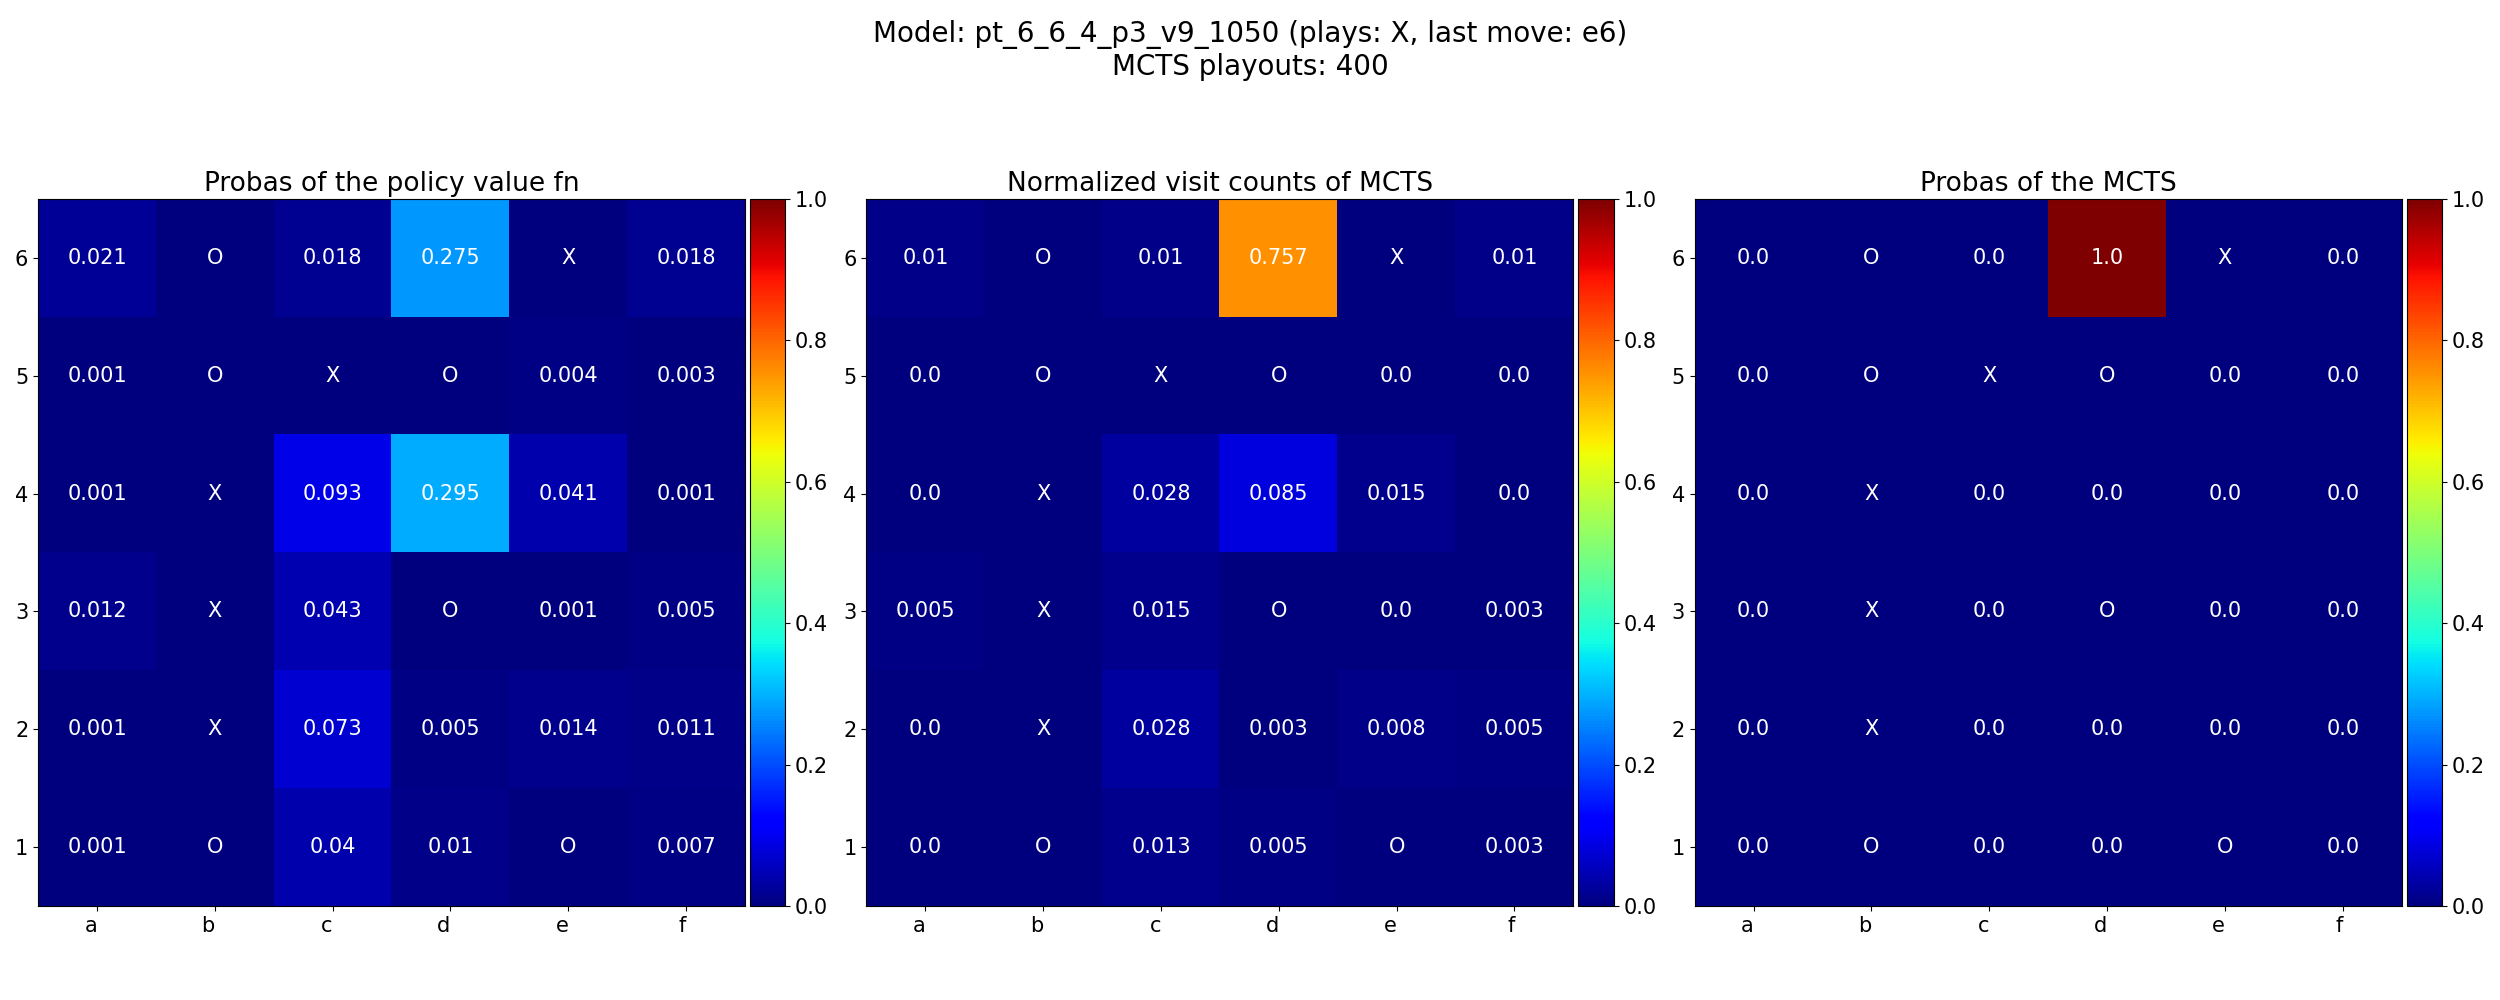 Model: pt_6_6_4_p3_v9_1050 (plays: X, last move: e6)
MCTS playouts: 400
Probas of the policy value fn
1.0
6 0.021 O 0.018 0.275 X 0.018
0.8
5 0.001 O X O 0.004 0.003
0.6
4 0.001 X 0.093 0.295 0.041 0.001
0.4
3 0.012 X 0.043 O 0.001 0.005
2 0.001 X 0.073 0.005 0.014 0.011
0.2
1 0.001 O 0.04 0.01 O 0.007
0.0
a b c d e f
Normalized visit counts of MCTS
1.0
6 0.01 O 0.01 0.757 X 0.01
0.8
5 0.0 O X O 0.0 0.0
0.6
4 0.0 X 0.028 0.085 0.015 0.0
0.4
3 0.005 X 0.015 O 0.0 0.003
2 0.0 X 0.028 0.003 0.008 0.005
0.2
1 0.0 O 0.013 0.005 O 0.003
0.0
a b c d e f
Probas of the MCTS
1.0
6 0.0 O 0.0 1.0 X 0.0
0.8
5 0.0 O X O 0.0 0.0
0.6
4 0.0 X 0.0 0.0 0.0 0.0
0.4
3 0.0 X 0.0 O 0.0 0.0
2 0.0 X 0.0 0.0 0.0 0.0
0.2
1 0.0 O 0.0 0.0 O 0.0
0.0
a b c d e f